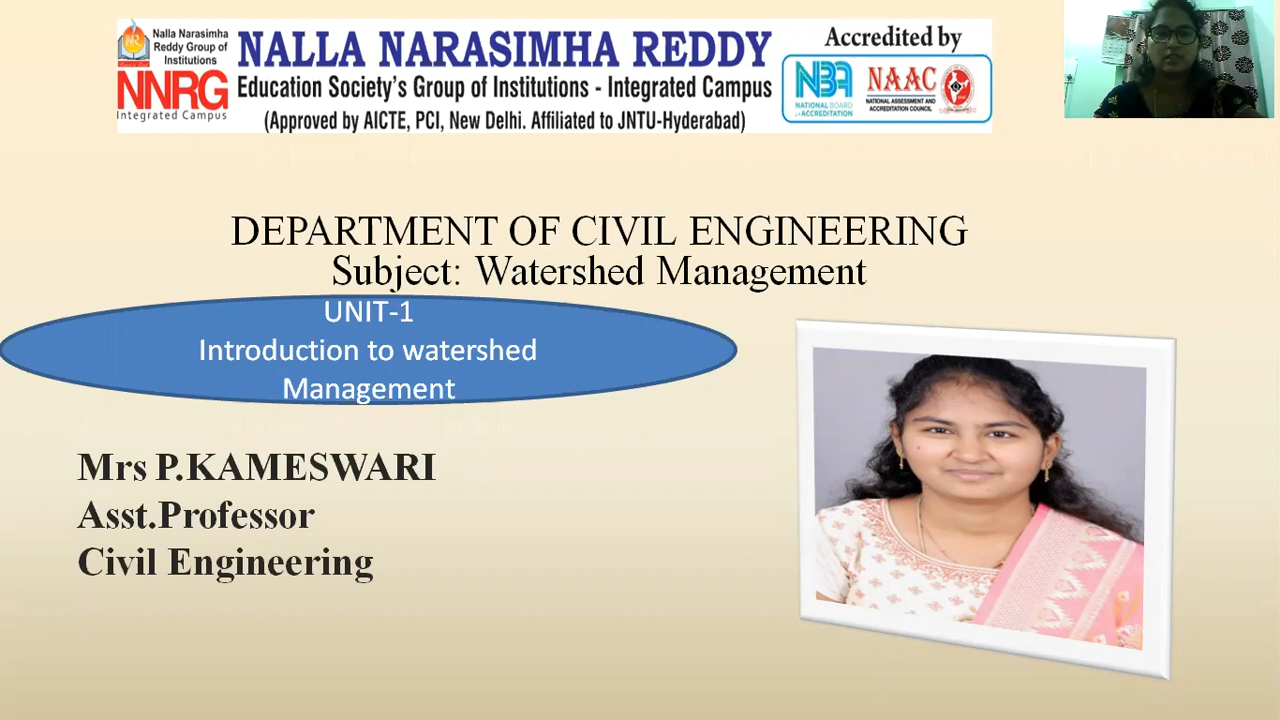 Nalla Narasimha
Reddy Group of
Institutions
NNRG
Integrated Campus
NALLA NARASIMHA REDDY
Education Society's Group of Institutions - Integrated Campus
(Approved by AICTE, PCI, New Delhi. Affiliated to JNTU-Hyderabad)
Accredited by
NBA
NATIONAL BOARD
of ACCREDITATION
NAAC
NATIONAL ASSESSMENT AND
ACCREDITATION COUNCIL
DEPARTMENT OF CIVIL ENGINEERING
Subject: Watershed Management
UNIT-1
Introduction to watershed
Management
Mrs P.KAMESWARI
Asst.Professor
Civil Engineering